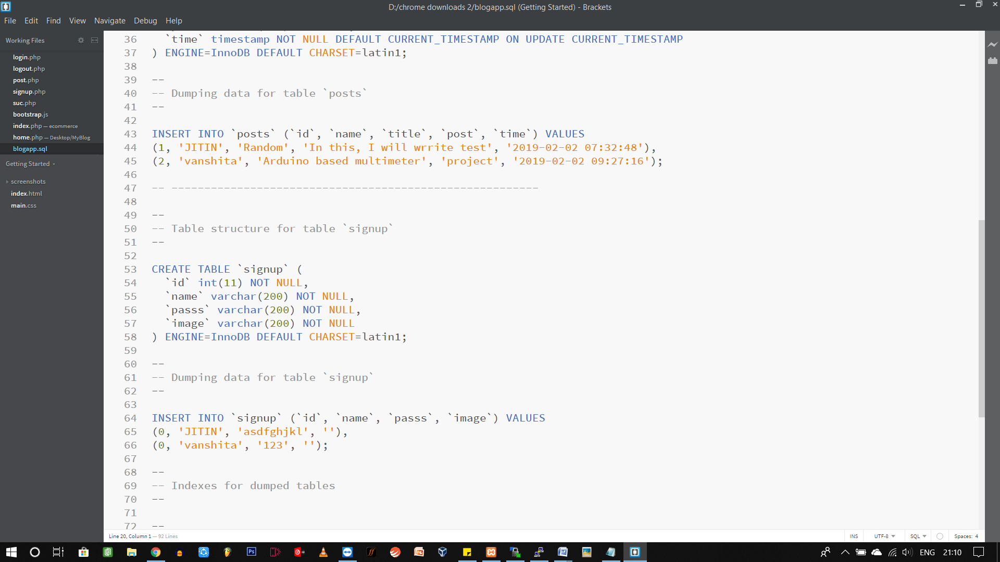 D:/chrome downloads 2/blogapp.sql (Getting Started) - Brackets
File Edit Find View Navigate Debug Help
Working Files
login.php
logout.php
post.php
signup.php
suc.php
bootstrap.js
index.php — ecommerce
home.php — Desktop/MyBlog
blogapp.sql
Getting Started
screenshots
index.html
main.css
36 `time` timestamp NOT NULL DEFAULT CURRENT_TIMESTAMP ON UPDATE CURRENT_TIMESTAMP
37 ) ENGINE=InnoDB DEFAULT CHARSET=latin1;
38
39 --
40 -- Dumping data for table `posts`
41 --
42
43 INSERT INTO `posts` (`id`, `name`, `title`, `post`, `time`) VALUES
44 (1, 'JITIN', 'Random', 'In this, I will wrrite test', '2019-02-02 07:32:48'),
45 (2, 'vanshita', 'Arduino based multimeter', 'project', '2019-02-02 09:27:16');
46
47 -- --------------------------------------------------------
48
49 --
50 -- Table structure for table `signup`
51 --
52
53 CREATE TABLE `signup` (
54 `id` int(11) NOT NULL,
55 `name` varchar(200) NOT NULL,
56 `passs` varchar(200) NOT NULL,
57 `image` varchar(200) NOT NULL
58 ) ENGINE=InnoDB DEFAULT CHARSET=latin1;
59
60 --
61 -- Dumping data for table `signup`
62 --
63
64 INSERT INTO `signup` (`id`, `name`, `passs`, `image`) VALUES
65 (0, 'JITIN', 'asdfghjkl', ''),
66 (0, 'vanshita', '123', '');
67
68 --
69 -- Indexes for dumped tables
70 --
71
72 --
Line 20, Column 1 — 92 Lines
INS UTF-8 SQL Spaces: 4
Ps ff ENG 21:10